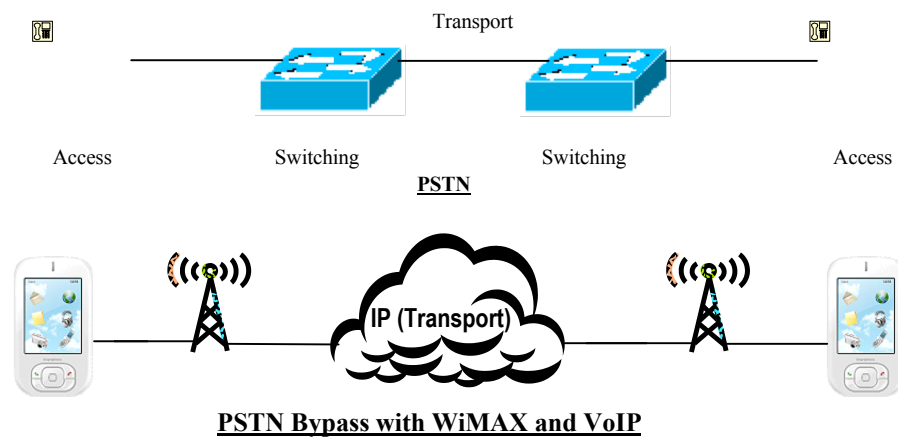 Transport
Access Switching Switching Access
PSTN
IP (Transport)
PSTN Bypass with WiMAX and VoIP